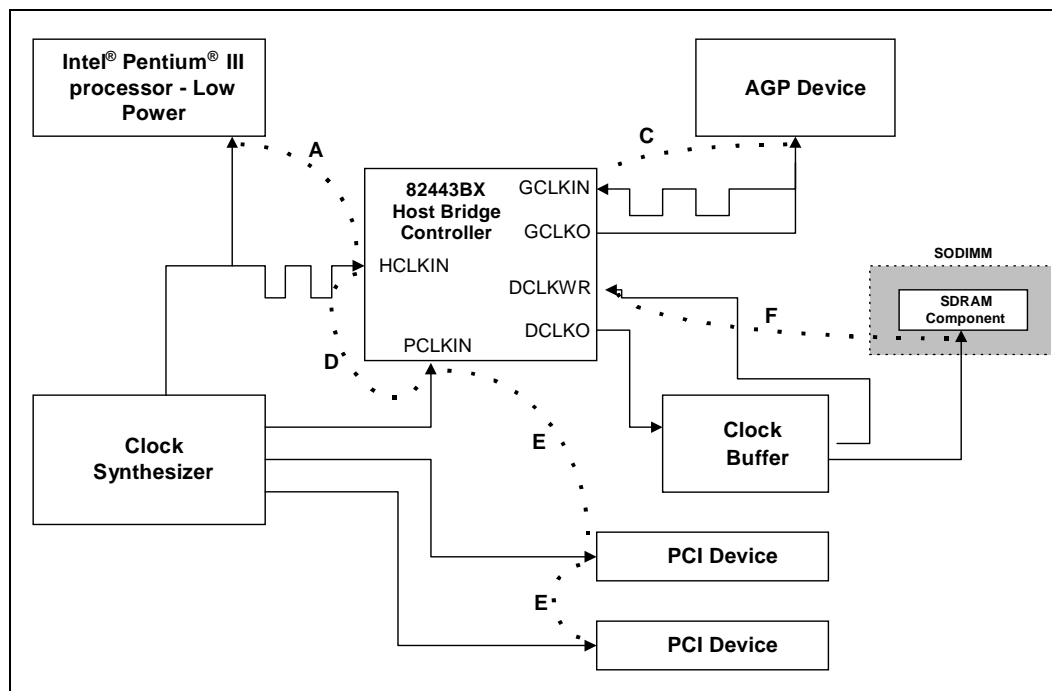 Intel® Pentium® III
processor - Low
Power
AGP Device
A
C
82443BX
Host Bridge
Controller
GCLKIN
GCLKO
HCLKIN
DCLKWR
DCLKO
PCLKIN
SODIMM
SDRAM
Component
F
D
Clock
Synthesizer
E
Clock
Buffer
PCI Device
E
PCI Device